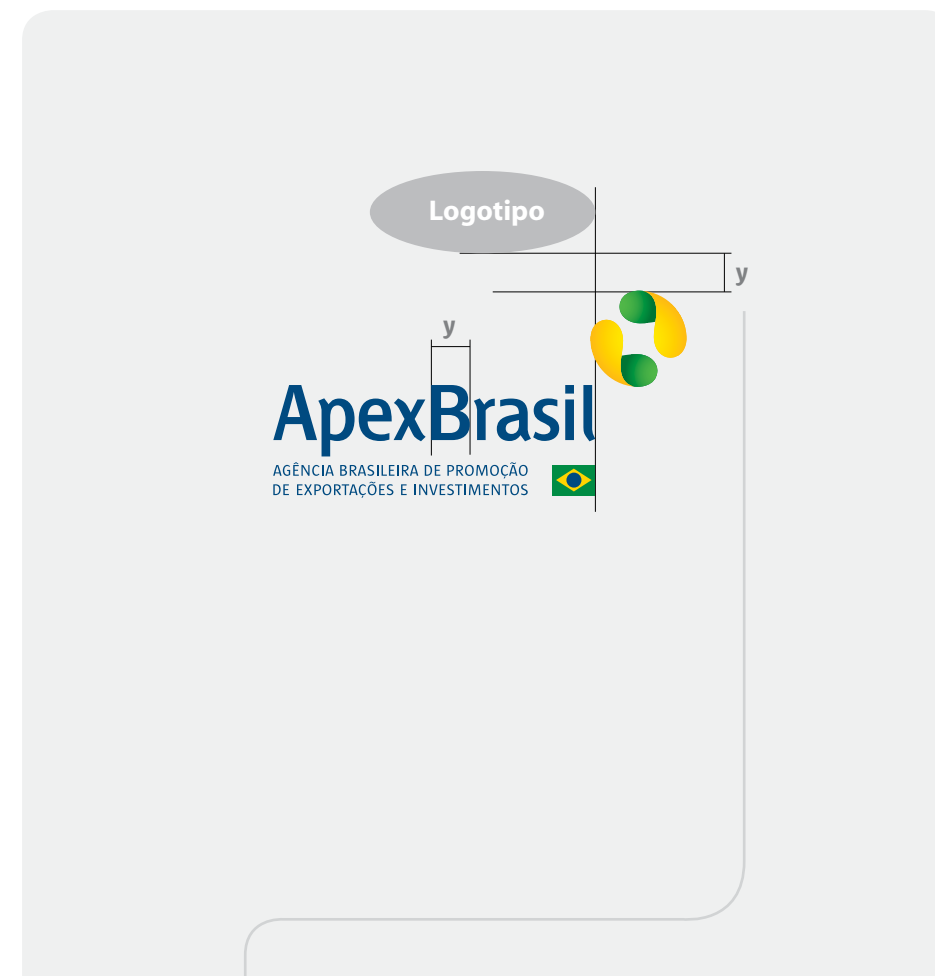 Logotipo
y
y
ApexBrasil
AGÊNCIA BRASILEIRA DE PROMOÇÃO
DE EXPORTAÇÕES E INVESTIMENTOS